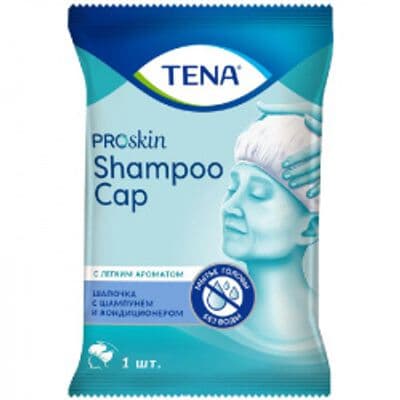 TENA
PROskin
Shampoo
Cap
С ЛЕГКИМ АРОМАТОМ
ШАПОЧКА
С ШАМПУНЕМ
И КОНДИЦИОНЕРОМ
МЫТЬЕ ГОЛОВЫ
БЕЗ ВОДЫ
1 шт.